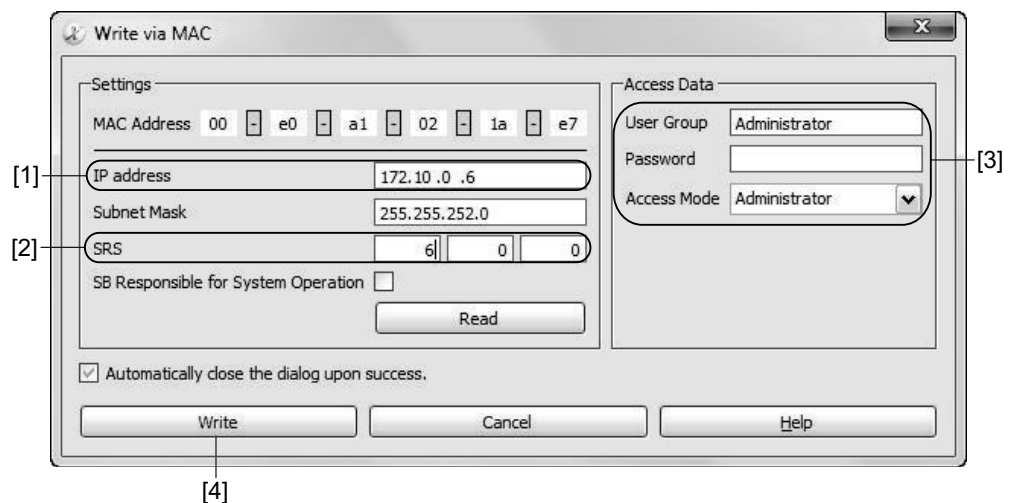 Write via MAC
Settings
MAC Address 00 - e0 - a1 - 02 - 1a - e7
[1]
IP address 172.10 .0 .6
Subnet Mask 255.255.252.0
[2]
SRS 6 0 0
SB Responsible for System Operation
Read
Access Data
User Group Administrator
Password
[3]
Access Mode Administrator
Automatically close the dialog upon success.
Write Cancel Help
[4]